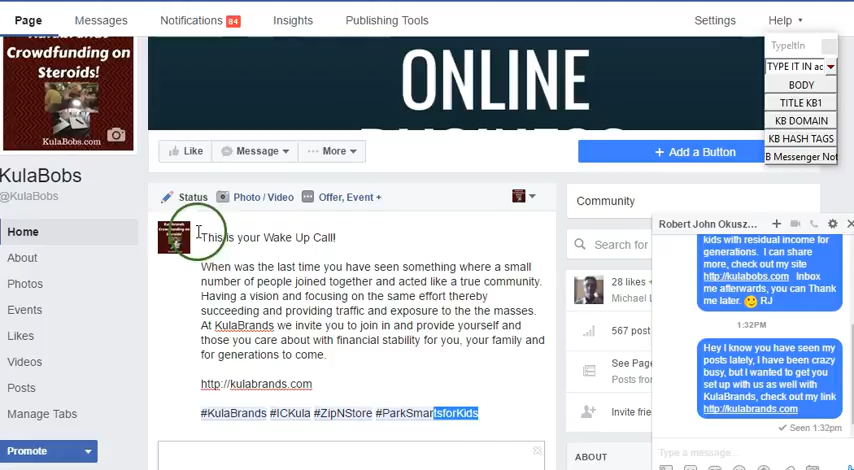 Page
Messages
Notifications 84
Insights
Publishing Tools
Settings
Help
TypeItIn
TYPE IT IN ac
BODY
TITLE KB1
KB DOMAIN
KB HASH TAGS
B Messenger Not
KulaBrands
Crowdfunding on
Steroids!
KulaBobs.com
ONLINE
BUSINESS
Like
Message
More
+ Add a Button
KulaBobs
@KulaBobs
Home
About
Photos
Events
Likes
Videos
Posts
Manage Tabs
Promote
Status
Photo / Video
Offer, Event +
This is your Wake Up Call!
When was the last time you have seen something where a small
number of people joined together and acted like a true community.
Having a vision and focusing on the same effort thereby
succeeding and providing traffic and exposure to the the masses.
At KulaBrands we invite you to join in and provide yourself and
those you care about with financial stability for you, your family and
for generations to come.
http://kulabrands.com
#KulaBrands #ICKula #ZipNStore #ParkSmartsforKids
Community
Search for
28 likes
Michael L
567 post
See Page
Posts from
Invite frie
ABOUT
Robert John Okusz...
kids with residual income for
generations. I can share
more, check out my site
http://kulabobs.com Inbox
me afterwards, you can Thank
me later. RJ
1:32PM
Hey I know you have seen my
posts lately, I have been crazy
busy, but I wanted to get you
set up with us as well with
KulaBrands, check out my link
http://kulabrands.com
Seen 1:32pm
Type a message...